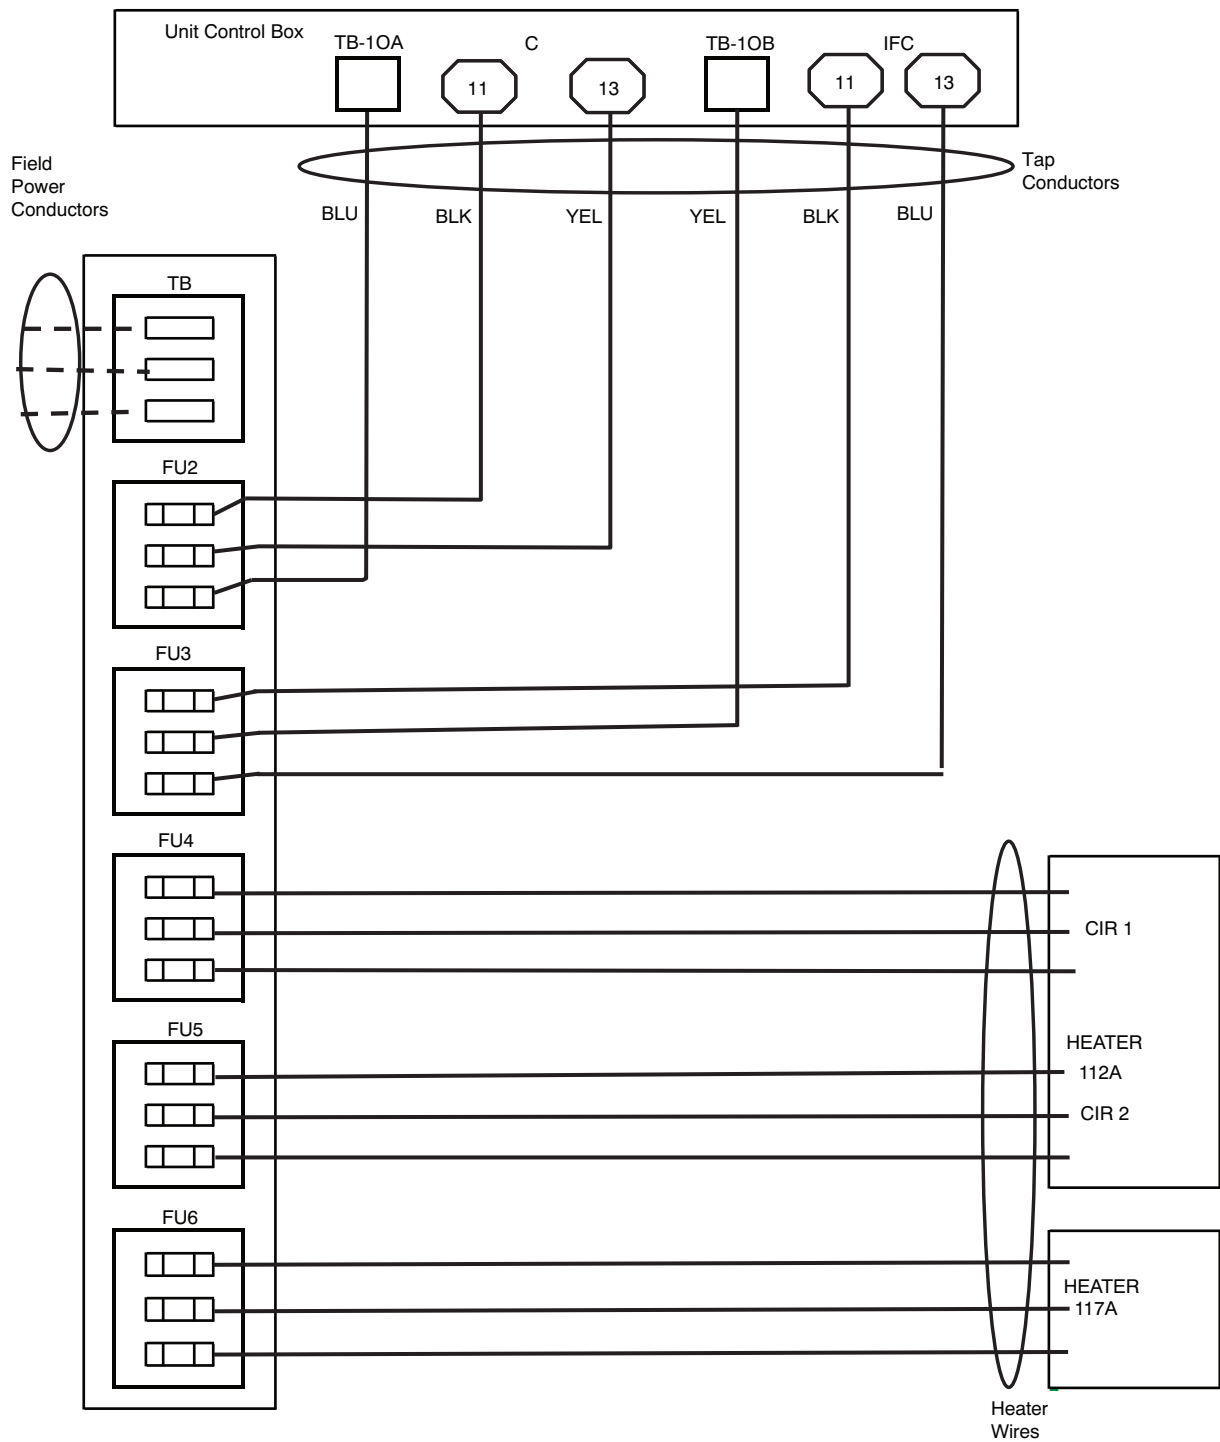 Unit Control Box
TB-1OA
C
TB-1OB
IFC
11
13
11
13
Field
Power
Conductors
Tap
Conductors
BLU
BLK
YEL
YEL
BLK
BLU
TB
FU2
FU3
FU4
CIR 1
FU5
HEATER
112A
CIR 2
FU6
HEATER
117A
Heater
Wires